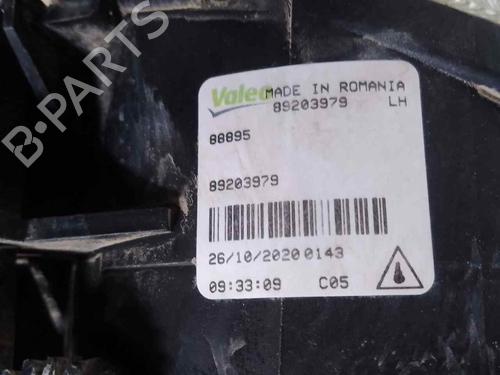 B-PARTS
Valeo MADE IN ROMANIA
89203979 LH
88895
89203979
26/10/2020 0143
09:33:09 C05